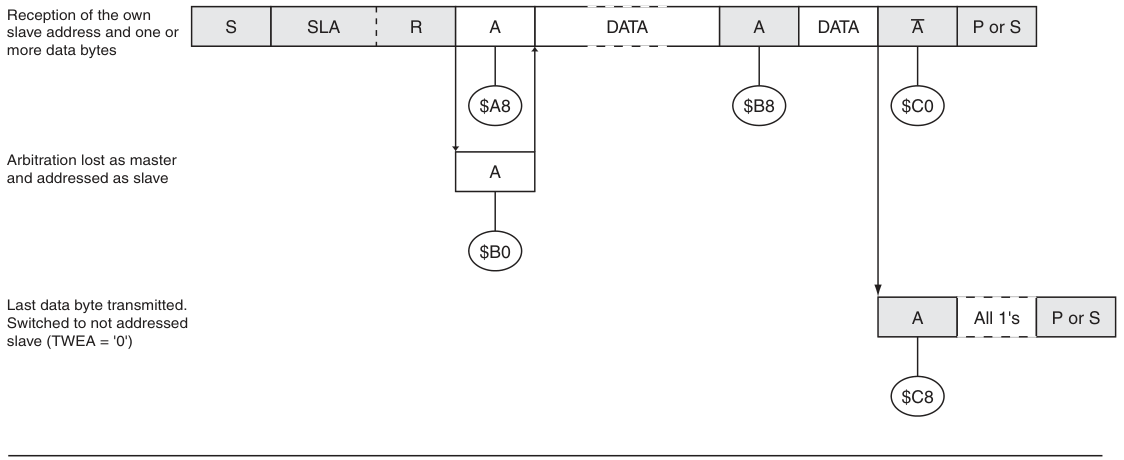 Reception of the own
slave address and one or
more data bytes
S SLA R A DATA A DATA A̅ P or S
$A8 $B8 $C0
Arbitration lost as master
and addressed as slave
A
$B0
Last data byte transmitted.
Switched to not addressed
slave (TWEA = '0')
A All 1's P or S
$C8